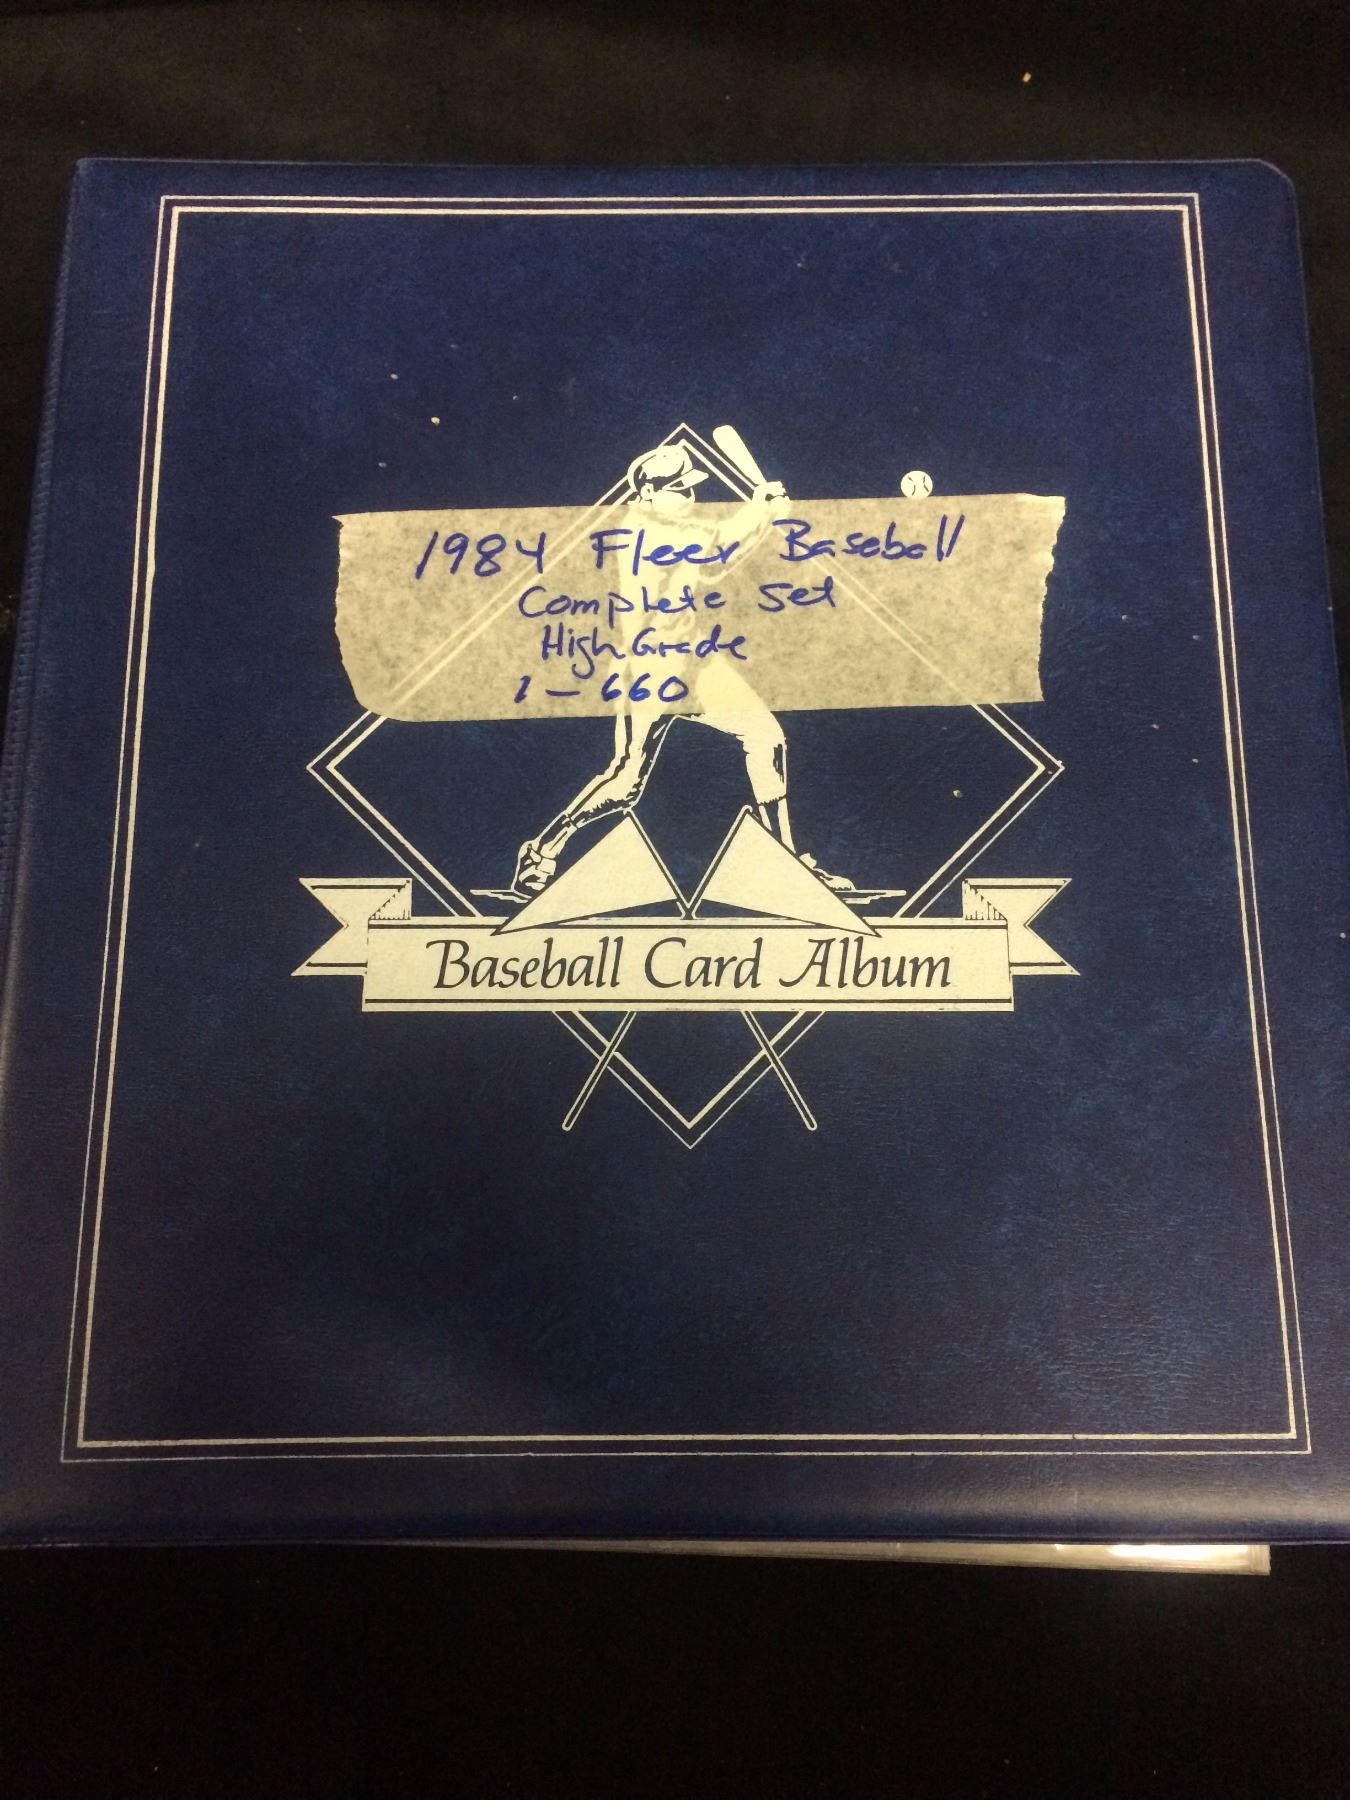 1984 Fleer Baseball
Complete Set
High Grade
1 - 660
Baseball Card Album